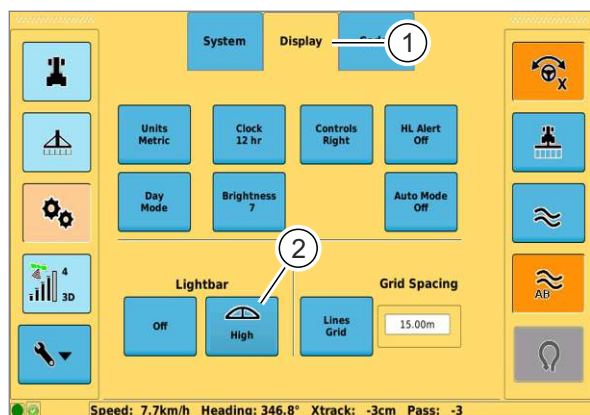 System
Display
1
Units
Metric
Clock
12 hr
Controls
Right
HL Alert
Off
Day
Mode
Brightness
7
Auto Mode
Off
2
Lightbar
Grid Spacing
Off
High
Lines
Grid
15.00m
4
3D
X
AB
Speed: 7.7km/h Heading: 346.8° Xtrack: -3cm Pass: -3